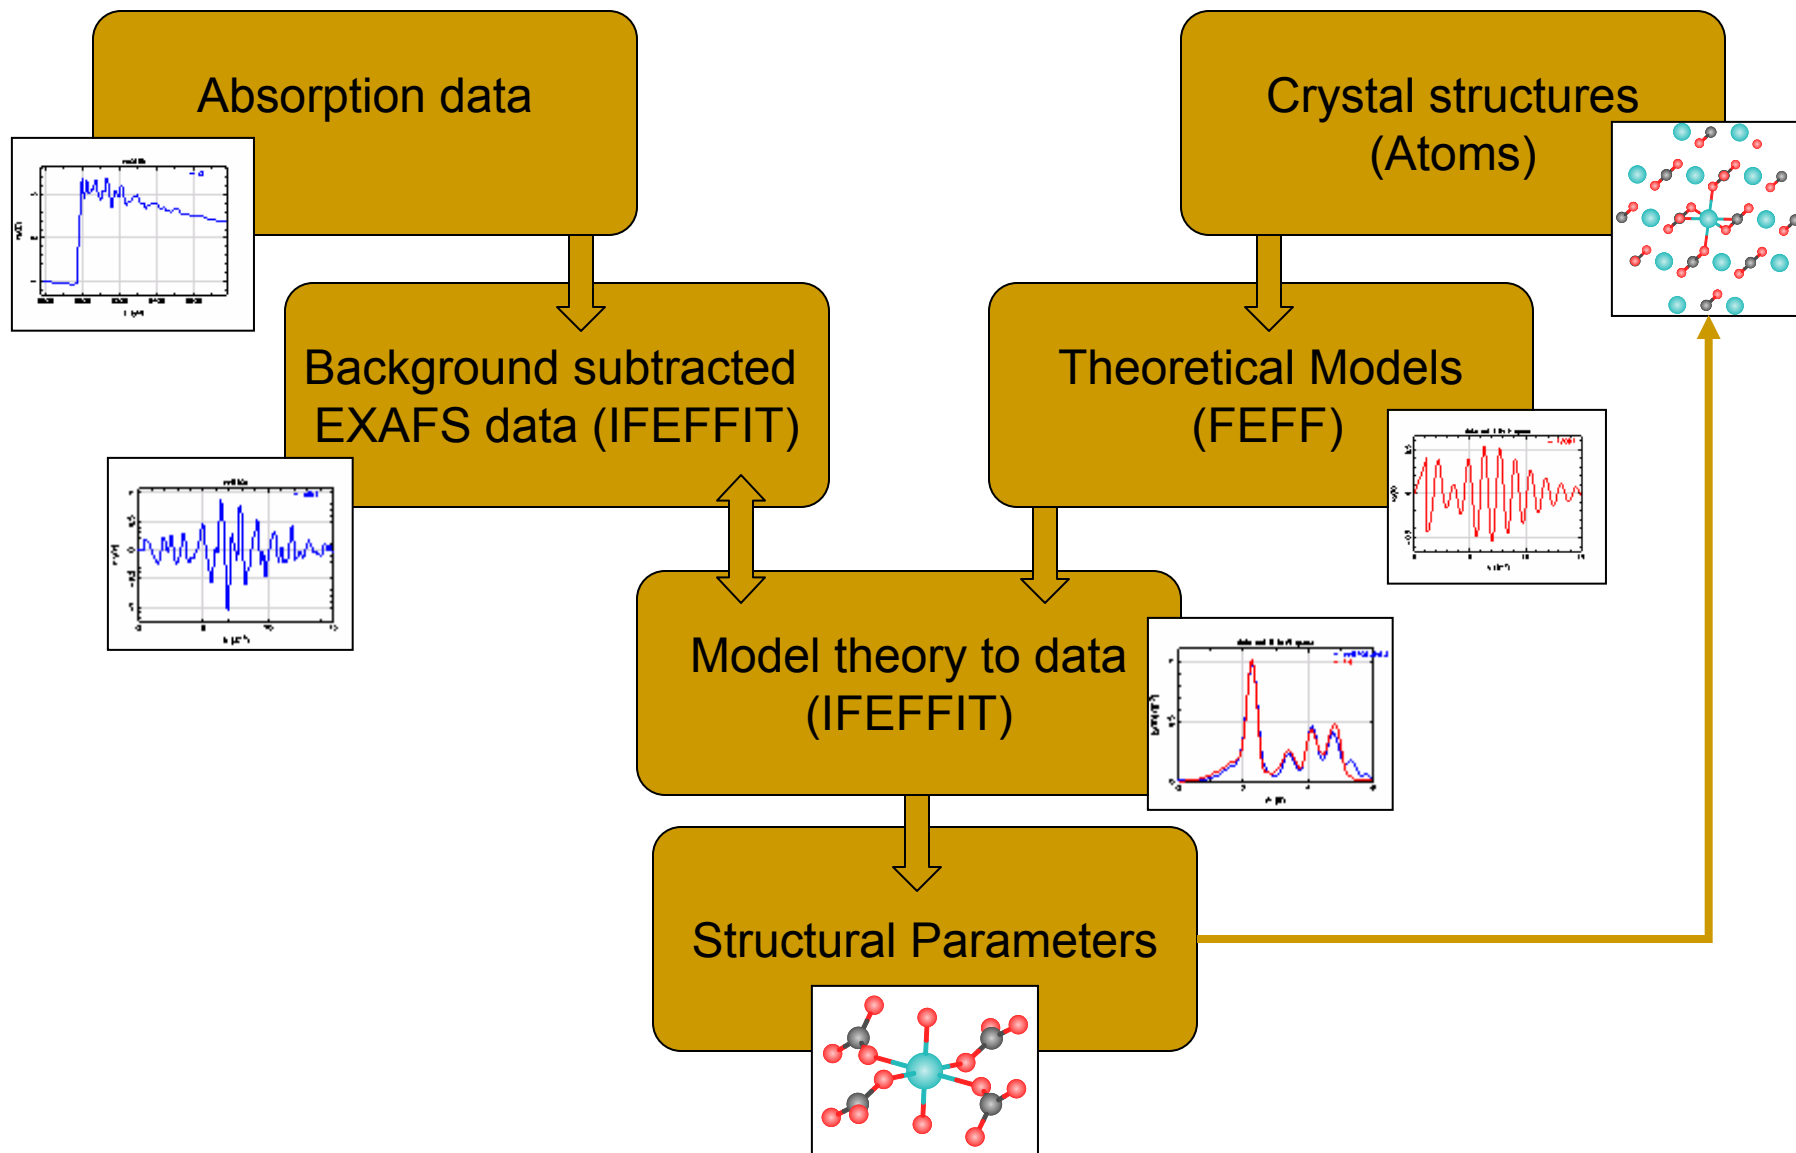 Absorption data
Crystal structures
(Atoms)
Background subtracted
EXAFS data (IFEFFIT)
Theoretical Models
(FEFF)
Model theory to data
(IFEFFIT)
Structural Parameters